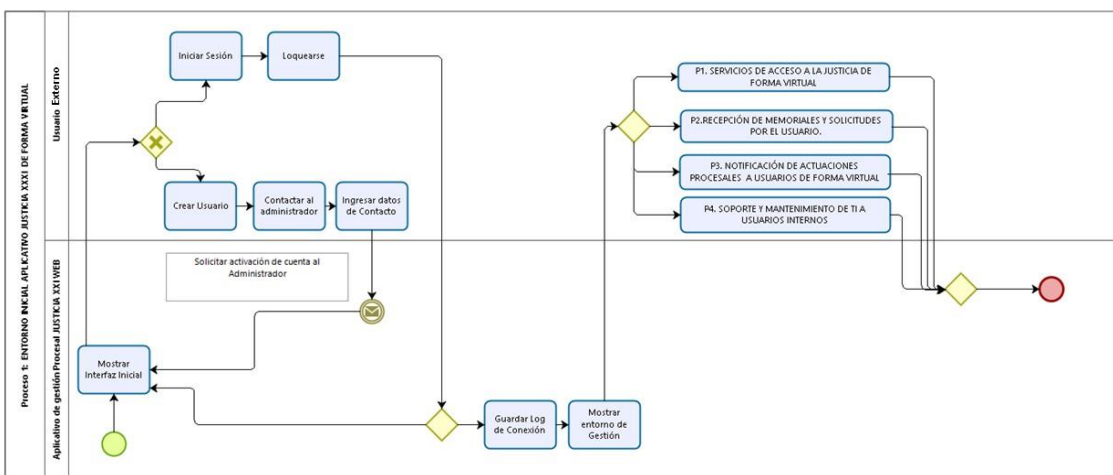 Proceso 1: ENTORNO INICIAL APLICATIVO JUSTICIA XXXI DE FORMA VIRTUAL
Usuario Externo
Iniciar Sesión
Loquearse
Crear Usuario
Contactar al
administrador
Ingresar datos
de Contacto
P1. SERVICIOS DE ACCESO A LA JUSTICIA DE
FORMA VIRTUAL
P2.RECEPCIÓN DE MEMORIALES Y SOLICITUDES
POR EL USUARIO.
P3. NOTIFICACIÓN DE ACTUACIONES
PROCESALES A USUARIOS DE FORMA VIRTUAL
P4. SOPORTE Y MANTENIMIENTO DE TI A
USUARIOS INTERNOS
Aplicativo de gestión Procesal JUSTICIA XXI WEB
Solicitar activación de cuenta al
Administrador
Mostrar
Interfaz Inicial
Guardar Log
de Conexión
Mostrar
entorno de
Gestión